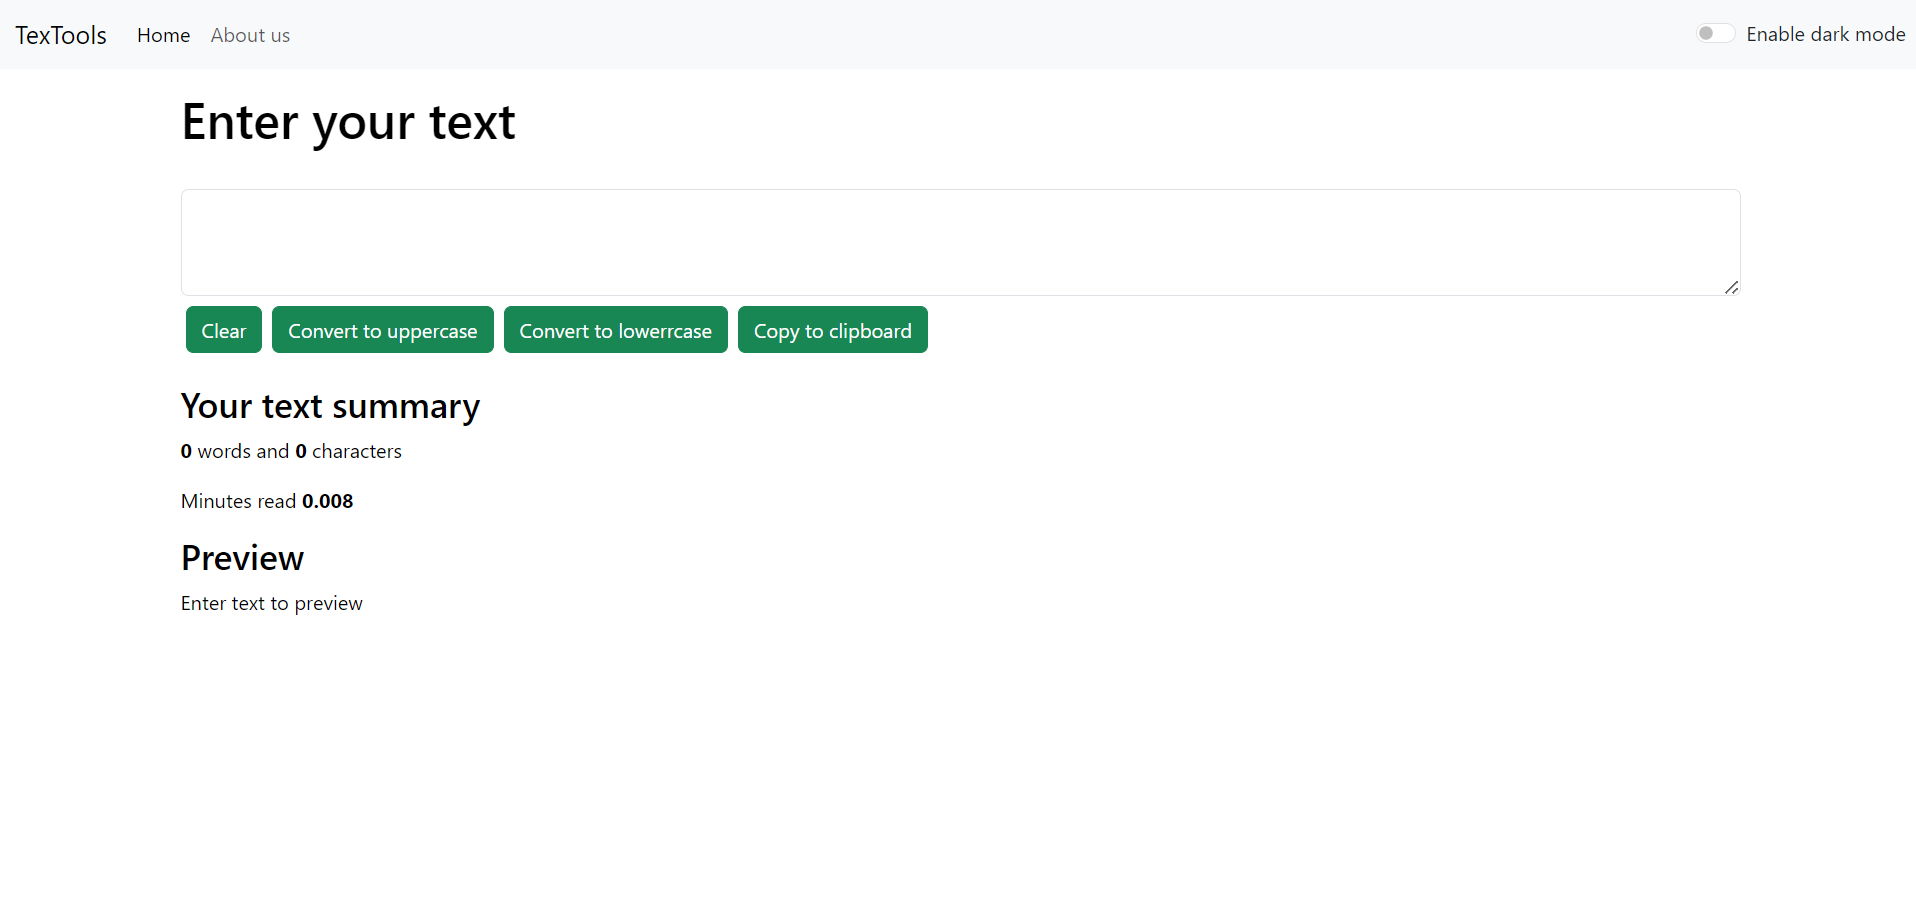 TexTools Home About us Enable dark mode
Enter your text
Clear Convert to uppercase Convert to lowerrcase Copy to clipboard
Your text summary
0 words and 0 characters
Minutes read 0.008
Preview
Enter text to preview